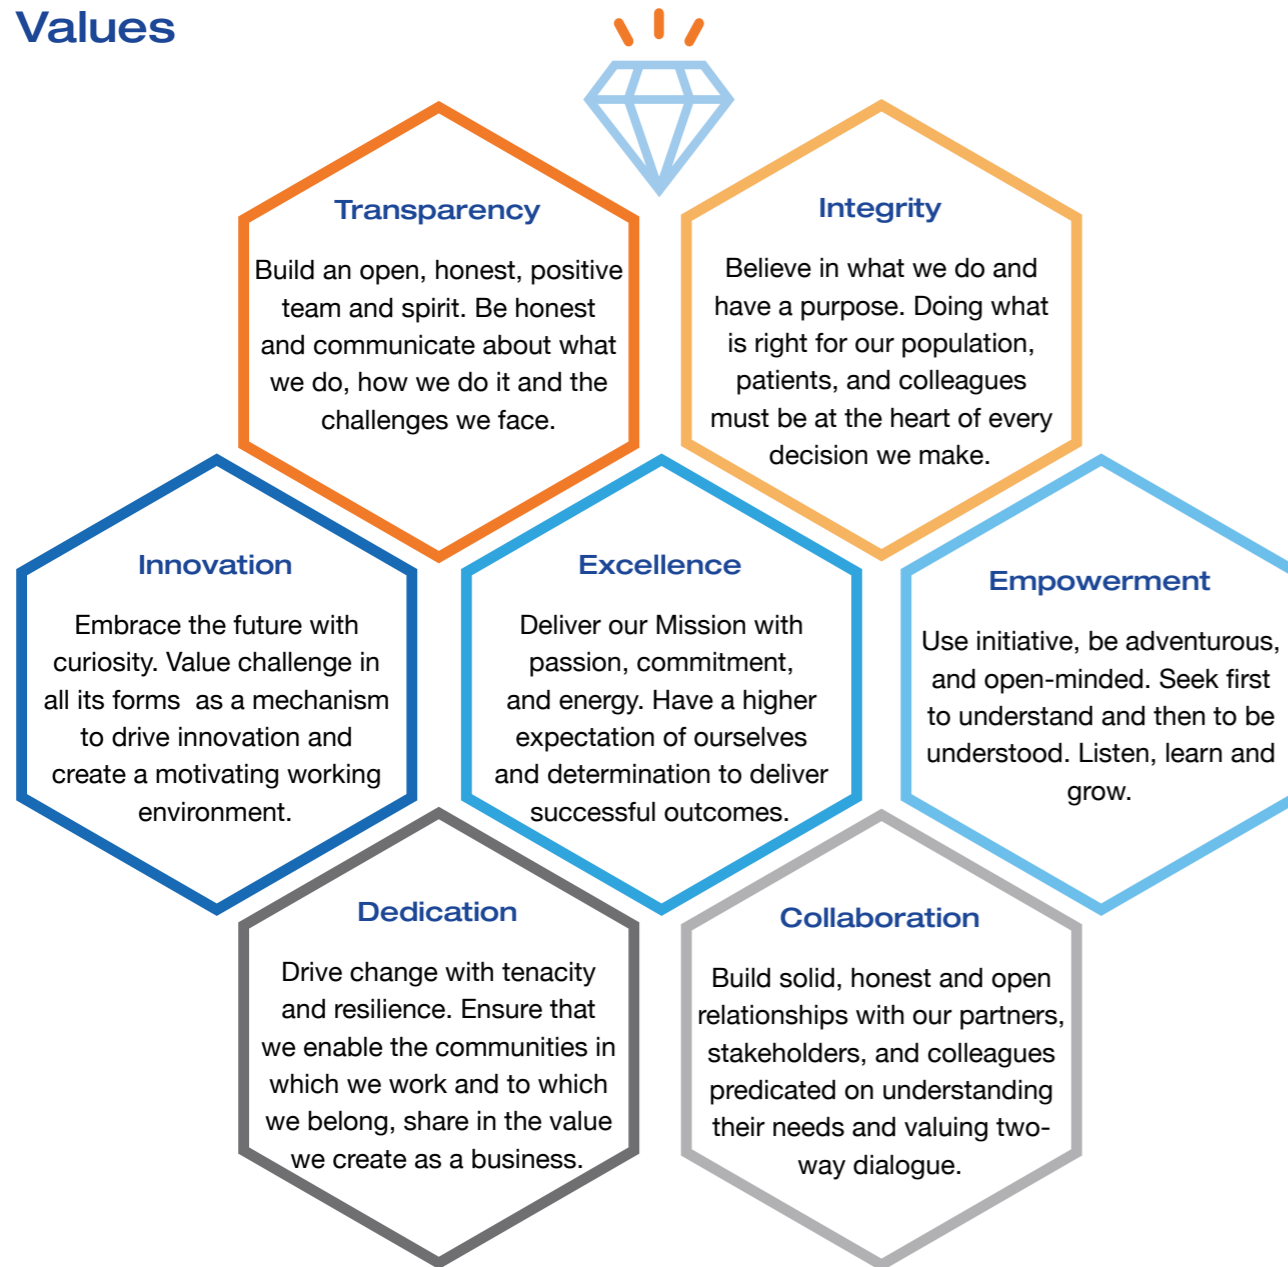 Values
Transparency
Build an open, honest, positive
team and spirit. Be honest
and communicate about what
we do, how we do it and the
challenges we face.
Integrity
Believe in what we do and
have a purpose. Doing what
is right for our population,
patients, and colleagues
must be at the heart of every
decision we make.
Innovation
Embrace the future with
curiosity. Value challenge in
all its forms  as a mechanism
to drive innovation and
create a motivating working
environment.
Excellence
Deliver our Mission with
passion, commitment,
and energy. Have a higher
expectation of ourselves
and determination to deliver
successful outcomes.
Empowerment
Use initiative, be adventurous,
and open-minded. Seek first
to understand and then to be
understood. Listen, learn and
grow.
Dedication
Drive change with tenacity
and resilience. Ensure that
we enable the communities in
which we work and to which
we belong, share in the value
we create as a business.
Collaboration
Build solid, honest and open
relationships with our partners,
stakeholders, and colleagues
predicated on understanding
their needs and valuing two-
way dialogue.